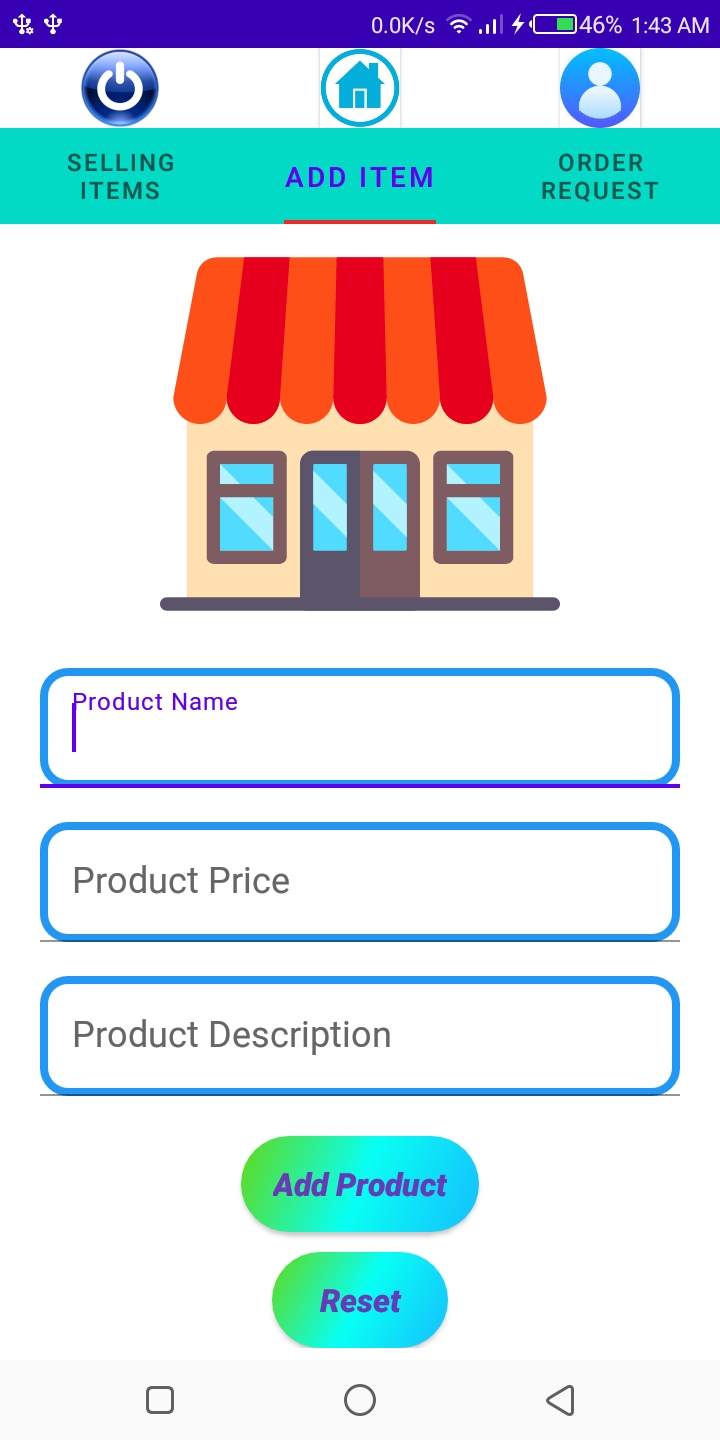 0.0K/s 46% 1:43 AM
SELLING ITEMS
ADD ITEM
ORDER REQUEST
Product Name
Product Price
Product Description
Add Product
Reset